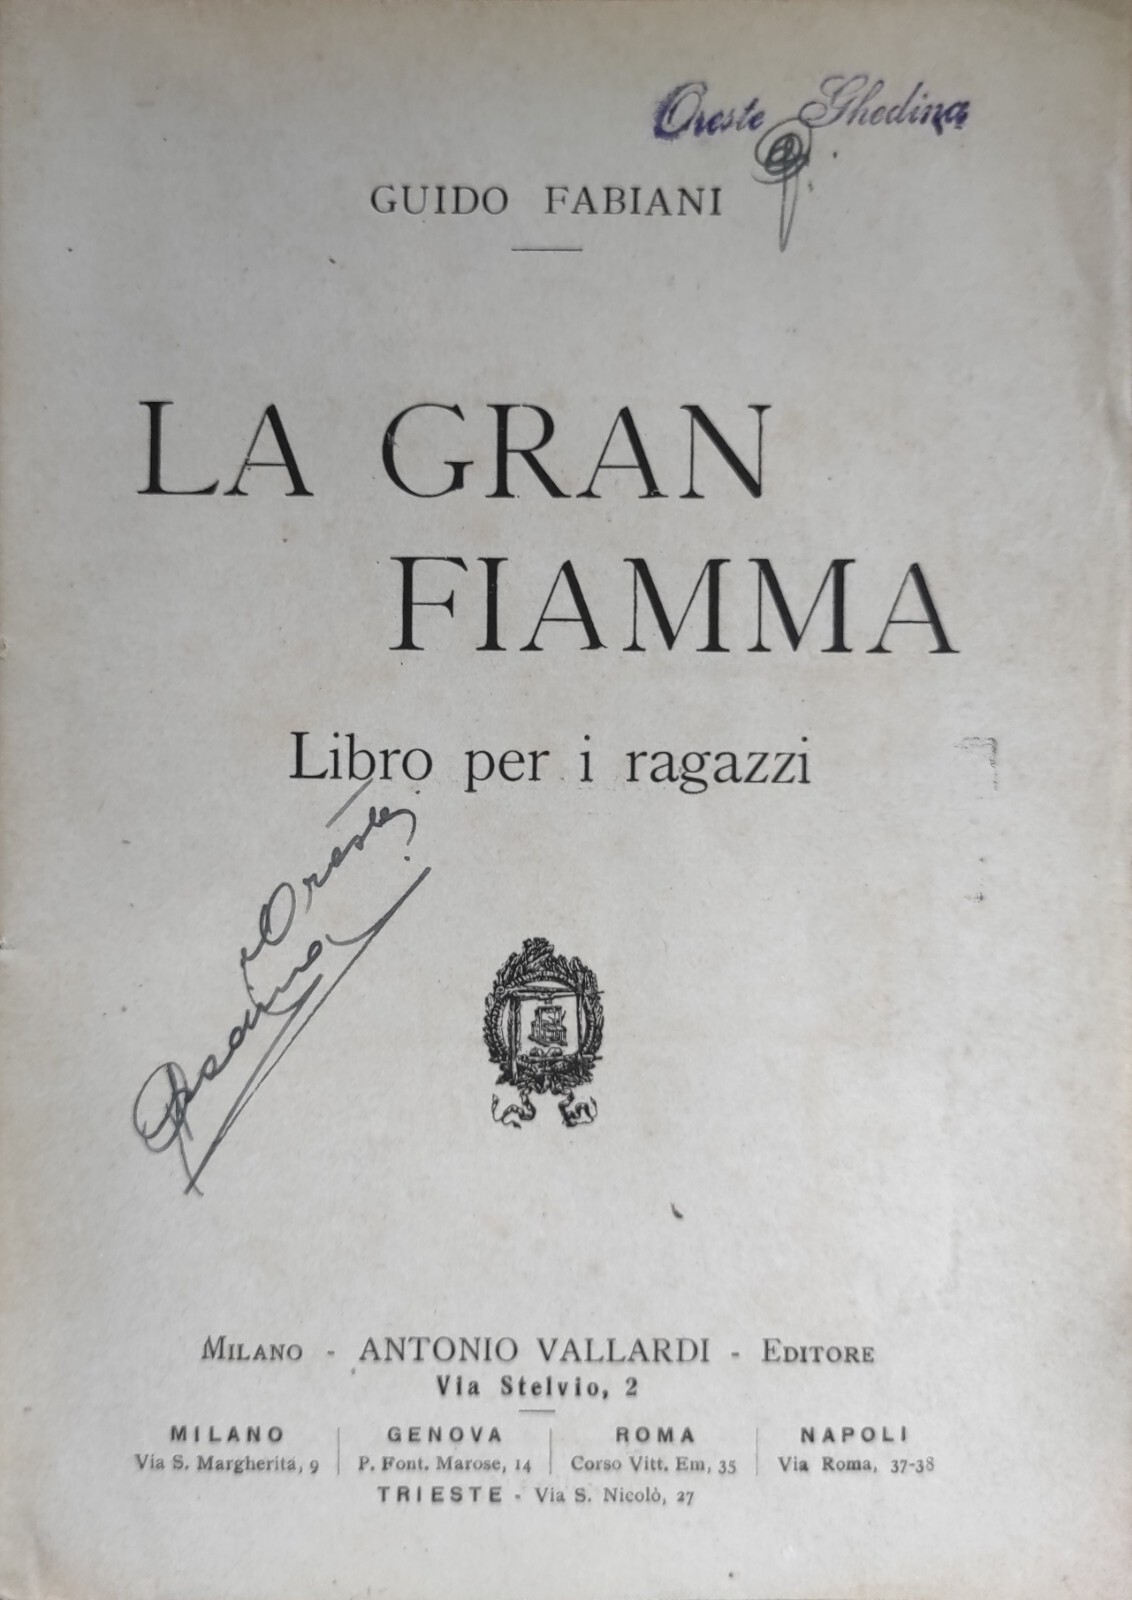 Oreste Ghedina
GUIDO FABIANI
LA GRAN
FIAMMA
Libro per i ragazzi
Oreste
Milano - ANTONIO VALLARDI - Editore
Via Stelvio, 2
MILANO
Via S. Margherita, 9
GENOVA
P. Font. Marose, 14
ROMA
Corso Vitt. Em, 35
NAPOLI
Via Roma, 37-38
TRIESTE - Via S. Nicolò, 27